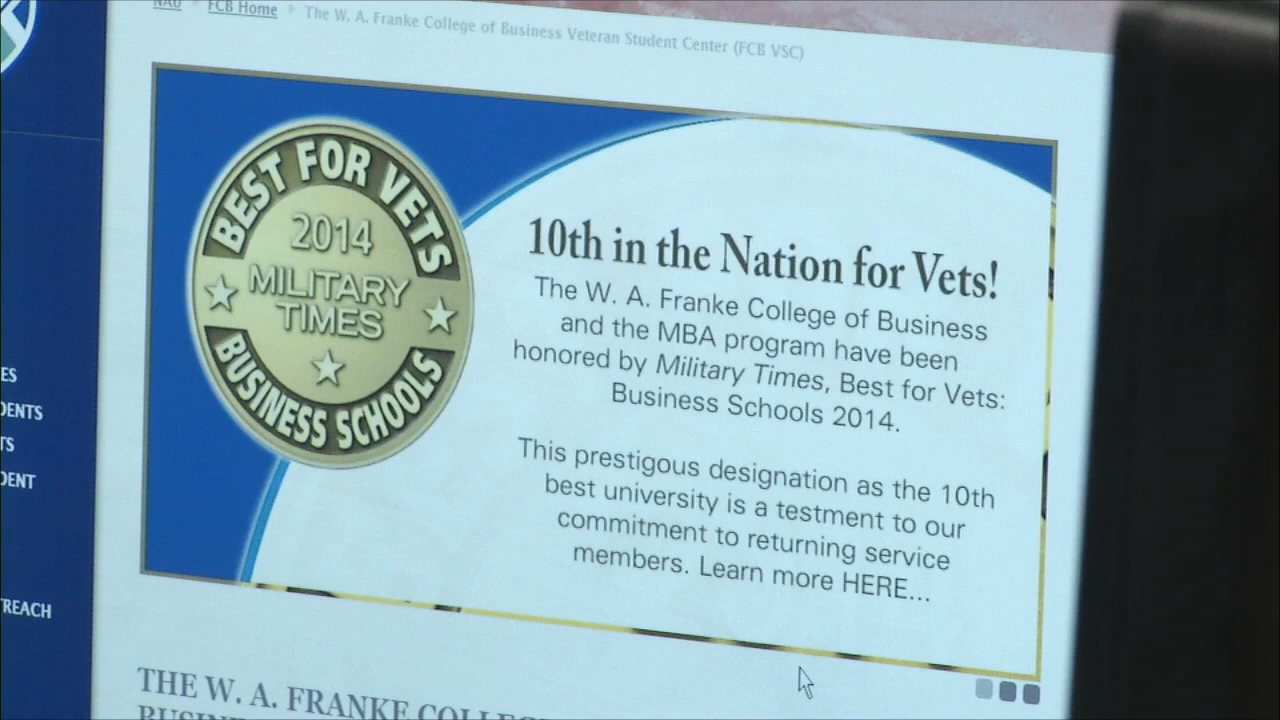 NAU FCB Home The W. A. Franke College of Business Veteran Student Center (FCB VSC)
BEST FOR VETS
2014
MILITARY
TIMES
BUSINESS SCHOOLS
10th in the Nation for Vets!
The W. A. Franke College of Business
and the MBA program have been
honored by Military Times, Best for Vets:
Business Schools 2014.
This prestigous designation as the 10th
best university is a testment to our
commitment to returning service
members. Learn more HERE...
ES
DENTS
TS
DENT
TREACH
THE W. A. FRANKE COLLEG
BUSINE